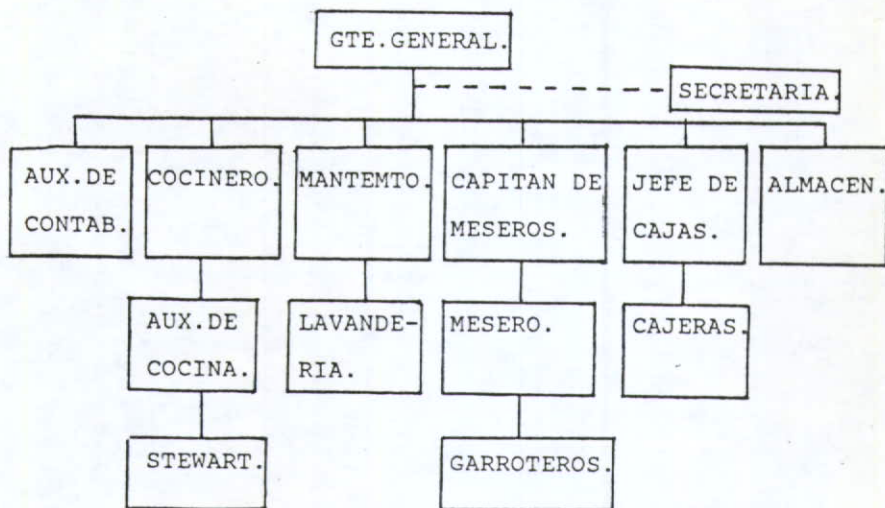 GTE.GENERAL.
SECRETARIA.
AUX.DE
CONTAB.
COCINERO.
MANTEMTO.
CAPITAN DE
MESEROS.
JEFE DE
CAJAS.
ALMACEN.
AUX.DE
COCINA.
LAVANDE-
RIA.
MESERO.
CAJERAS.
STEWART.
GARROTEROS.